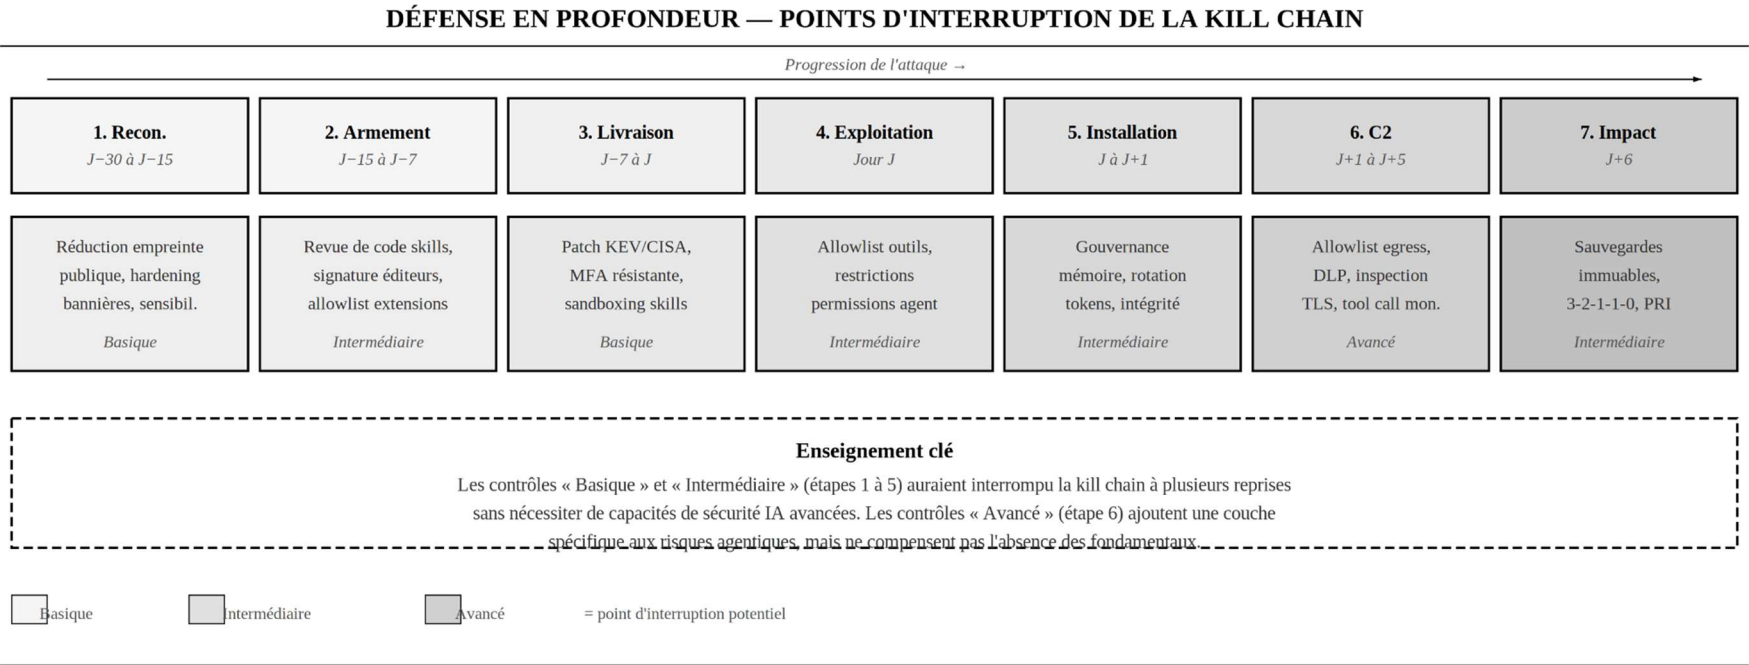 DÉFENSE EN PROFONDEUR — POINTS D'INTERRUPTION DE LA KILL CHAIN
Progression de l'attaque →
1. Recon.
J−30 à J−15
2. Armement
J−15 à J−7
3. Livraison
J−7 à J
4. Exploitation
Jour J
5. Installation
J à J+1
6. C2
J+1 à J+5
7. Impact
J+6
Réduction empreinte
publique, hardening
bannières, sensibil.
Basique
Revue de code skills,
signature éditeurs,
allowlist extensions
Intermédiaire
Patch KEV/CISA,
MFA résistante,
sandboxing skills
Basique
Allowlist outils,
restrictions
permissions agent
Intermédiaire
Gouvernance
mémoire, rotation
tokens, intégrité
Intermédiaire
Allowlist egress,
DLP, inspection
TLS, tool call mon.
Avancé
Sauvegardes
immuables,
3-2-1-1-0, PRI
Intermédiaire
Enseignement clé
Les contrôles « Basique » et « Intermédiaire » (étapes 1 à 5) auraient interrompu la kill chain à plusieurs reprises
sans nécessiter de capacités de sécurité IA avancées. Les contrôles « Avancé » (étape 6) ajoutent une couche
spécifique aux risques agentiques, mais ne compensent pas l'absence des fondamentaux.
Basique
Intermédiaire
Avancé
= point d'interruption potentiel